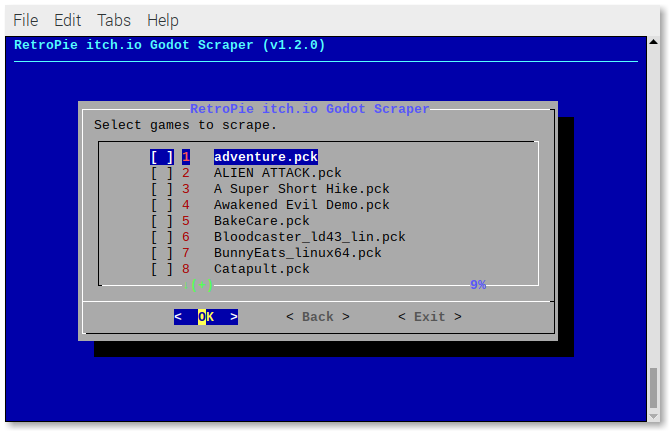 File Edit Tabs Help
RetroPie itch.io Godot Scraper (v1.2.0)
RetroPie itch.io Godot Scraper
Select games to scrape.
[ ] 1 adventure.pck
[ ] 2 ALIEN ATTACK.pck
[ ] 3 A Super Short Hike.pck
[ ] 4 Awakened Evil Demo.pck
[ ] 5 BakeCare.pck
[ ] 6 Bloodcaster_ld43_lin.pck
[ ] 7 BunnyEats_linux64.pck
[ ] 8 Catapult.pck
↓(+) 9%
< OK > < Back > < Exit >